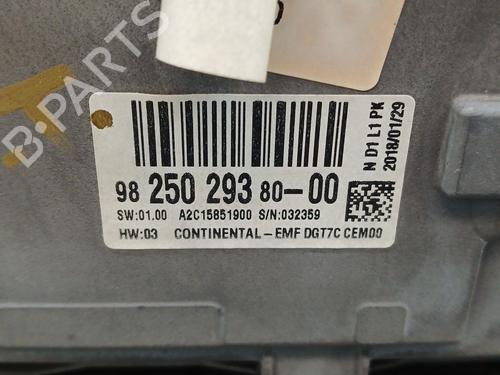 B-PARTS
98 250 293 80-00
SW:01.00 A2C15851900 S/N:032359
HW:03 CONTINENTAL-EMF DGT7C CEM00
N D1 L1 PK
2018/01/29